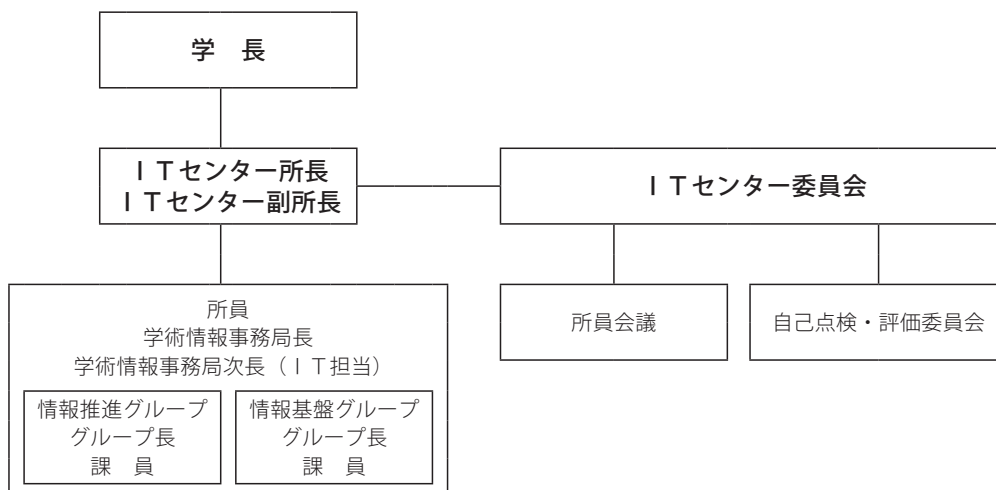 学　長
ＩＴセンター所長
ＩＴセンター副所長
ＩＴセンター委員会
所員
学術情報事務局長
学術情報事務局次長（ＩＴ担当）
情報推進グループ
グループ長
課　員
情報基盤グループ
グループ長
課　員
所員会議
自己点検・評価委員会